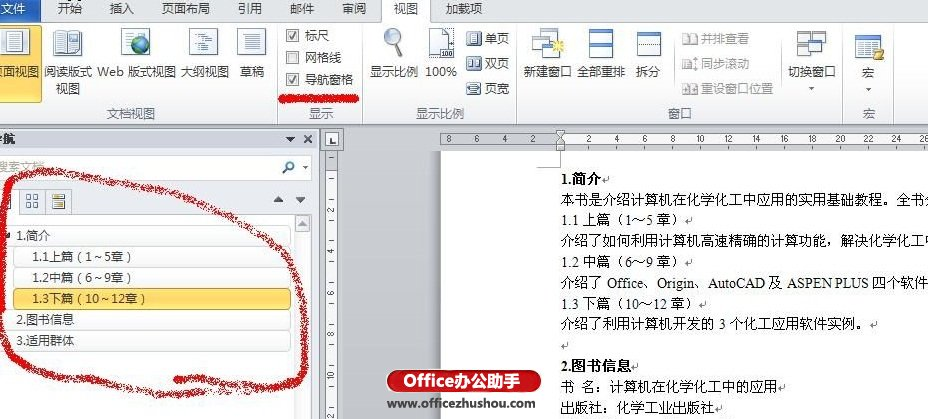 文件 开始 插入 页面布局 引用 邮件 审阅 视图 加载项
页面视图 阅读版式视图 Web 版式视图 大纲视图 草稿
文档视图
标尺
网格线
导航窗格
显示
显示比例 100% 单页
双页
页宽
显示比例
新建窗口 全部重排 拆分 并排查看
同步滚动
重设窗口位置
切换窗口
窗口
宏
宏
导航
搜索文档
1.简介
1.1上篇(1~5章)
1.2中篇(6~9章)
1.3下篇(10~12章)
2.图书信息
3.适用群体
8 6 4 2 2 4 6 8 10 12 14 16 18 20 22 24 26
1.简介
本书是介绍计算机在化学化工中应用的实用基础教程。全书分
1.1 上篇(1~5 章)
介绍了如何利用计算机高速精确的计算功能,解决化学化工中
1.2 中篇(6~9 章)
介绍了 Office、Origin、AutoCAD 及 ASPEN PLUS 四个软件
1.3 下篇(10~12 章)
介绍了利用计算机开发的 3 个化工应用软件实例。
2.图书信息
书 名:计算机在化学化工中的应用
出版社:化学工业出版社
Office办公助手
www.officezhushou.com